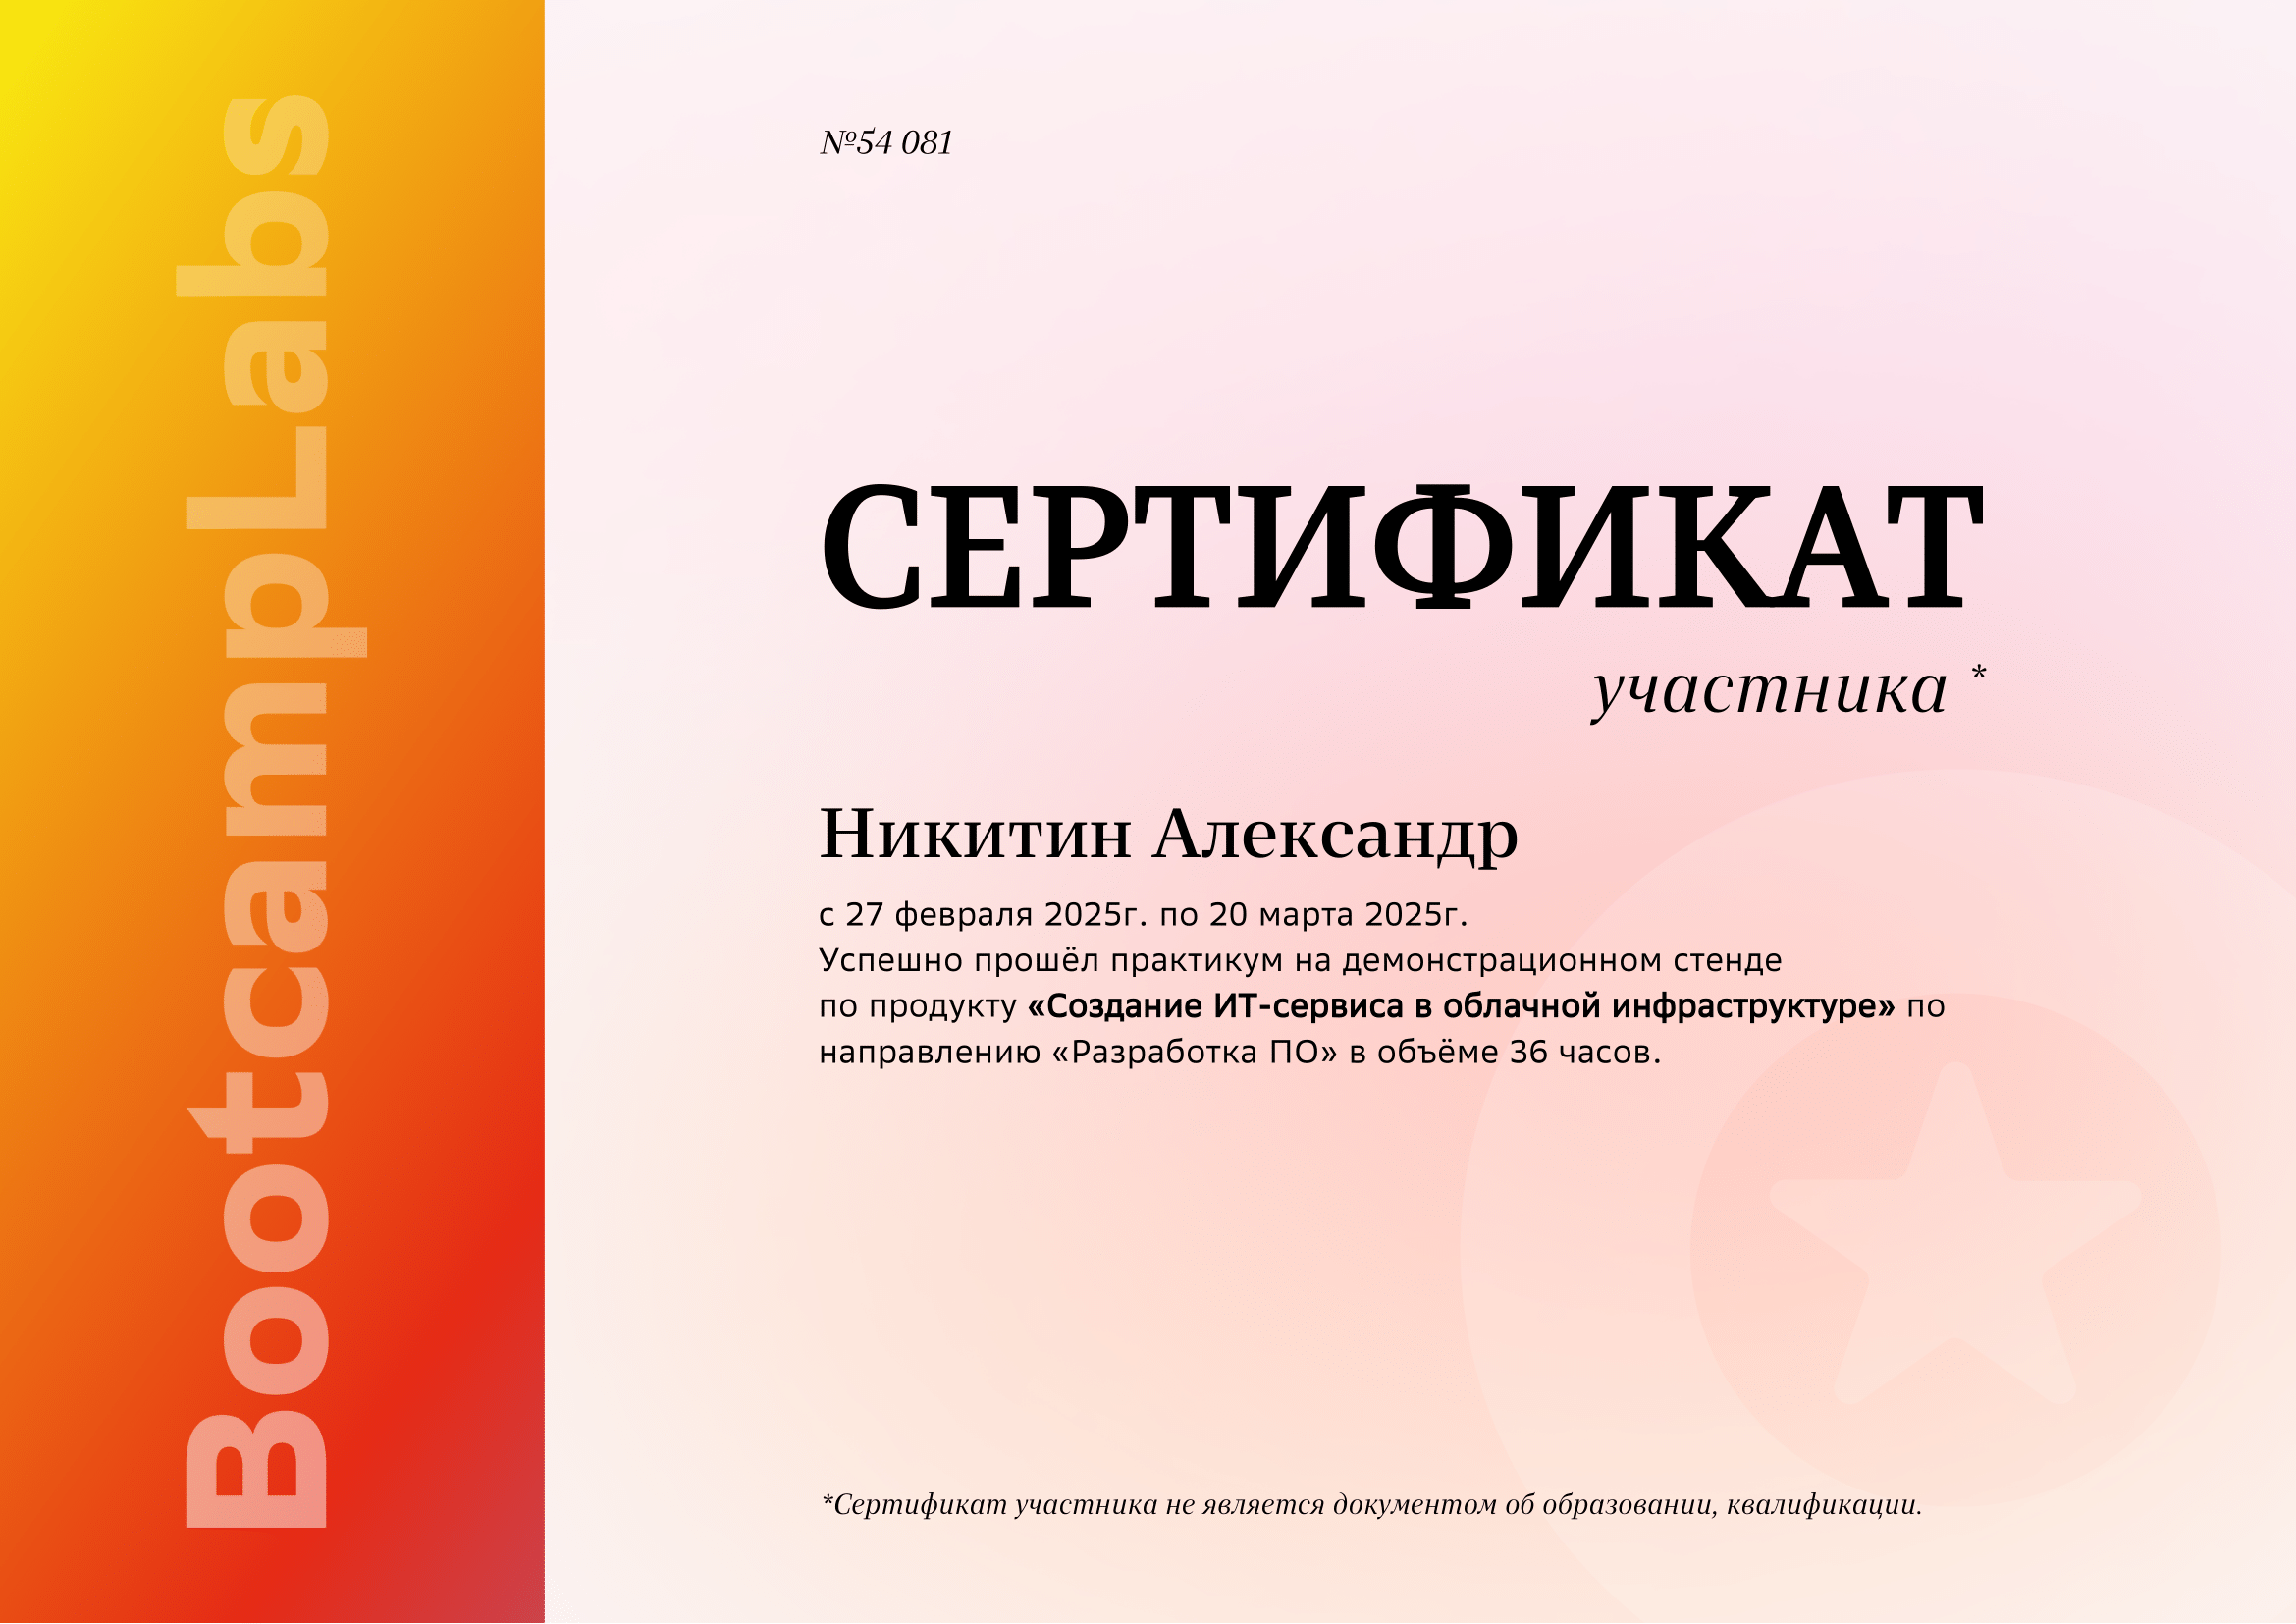 BootcampLabs
№54 081
СЕРТИФИКАТ
участника *
Никитин Александр
с 27 февраля 2025г. по 20 марта 2025г.
Успешно прошёл практикум на демонстрационном стенде
по продукту «Создание ИТ-сервиса в облачной инфраструктуре» по
направлению «Разработка ПО» в объёме 36 часов.
*Сертификат участника не является документом об образовании, квалификации.